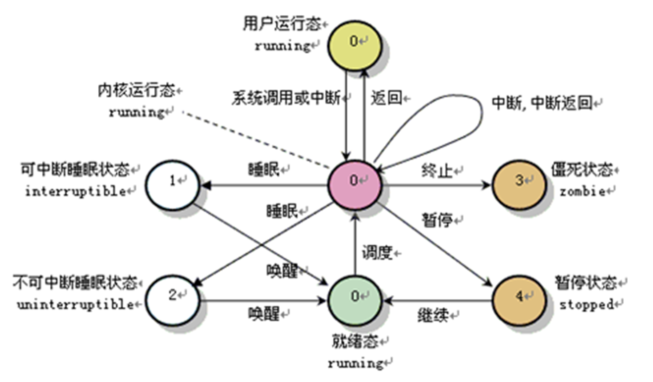 用户运行态
running
0
系统调用或中断
返回
内核运行态
running
中断, 中断返回
可中断睡眠状态
interruptible
1
睡眠
0
终止
3
僵死状态
zombie
睡眠
暂停
调度
唤醒
不可中断睡眠状态
uninterruptible
2
唤醒
0
继续
4
暂停状态
stopped
就绪态
running